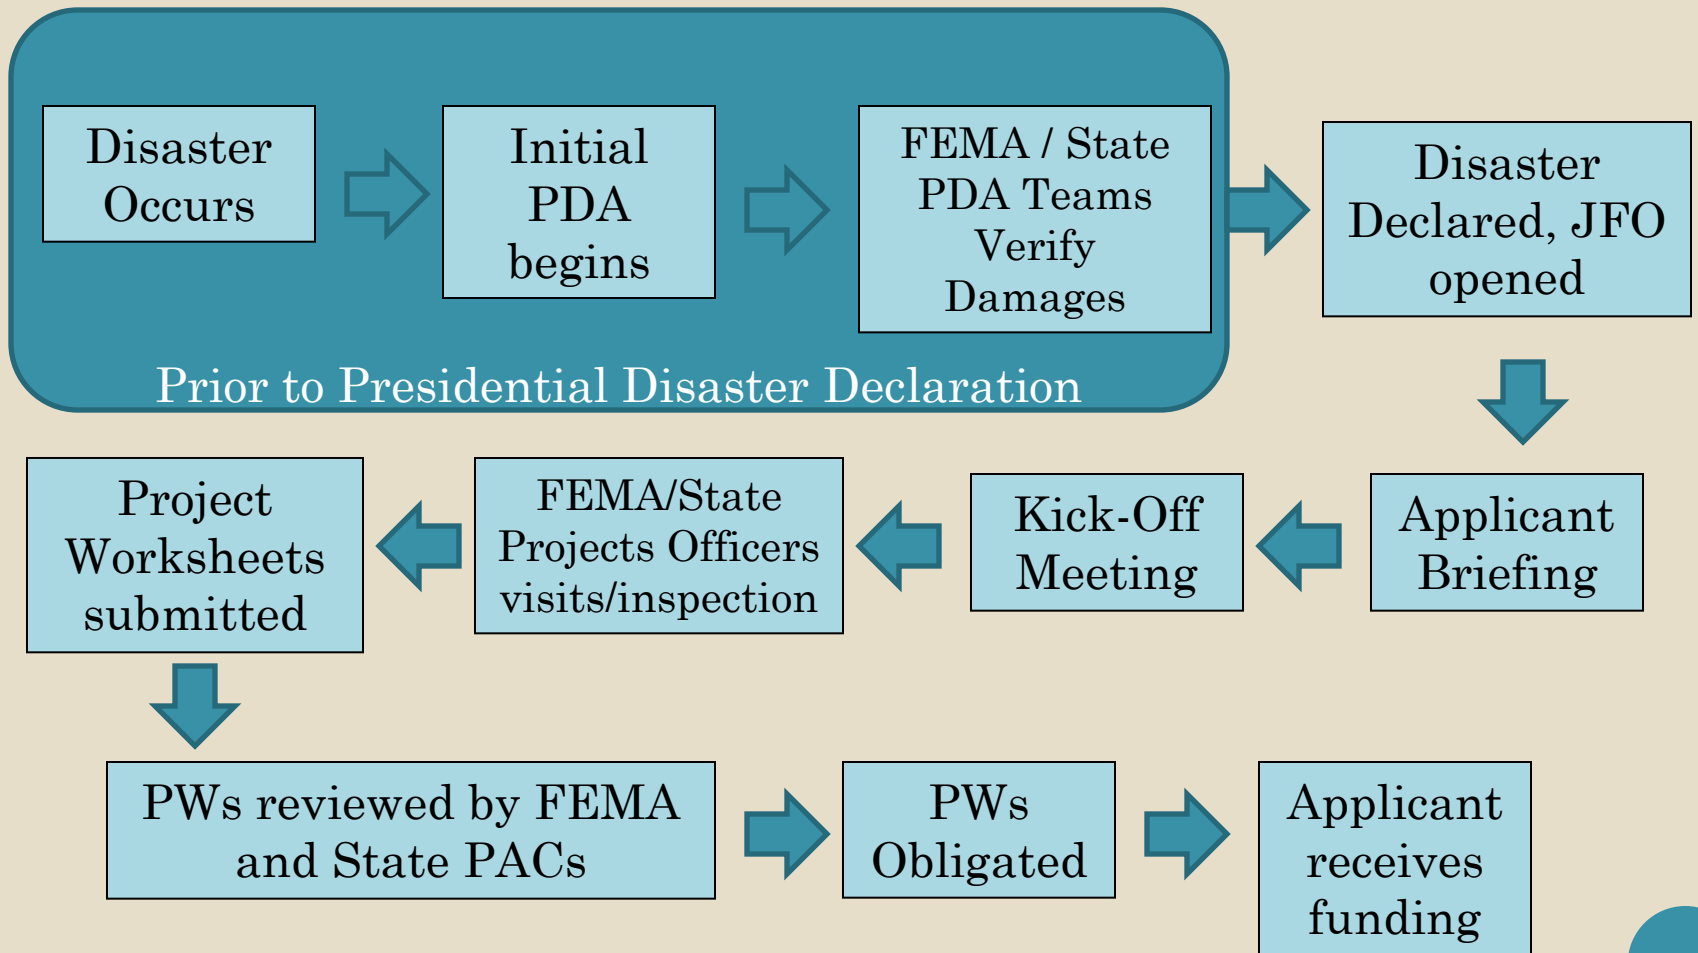 Disaster
Occurs
Initial
PDA
begins
FEMA / State
PDA Teams
Verify
Damages
Disaster
Declared, JFO
opened
Prior to Presidential Disaster Declaration
Applicant
Briefing
Kick-Off
Meeting
FEMA/State
Projects Officers
visits/inspection
Project
Worksheets
submitted
PWs reviewed by FEMA
and State PACs
PWs
Obligated
Applicant
receives
funding